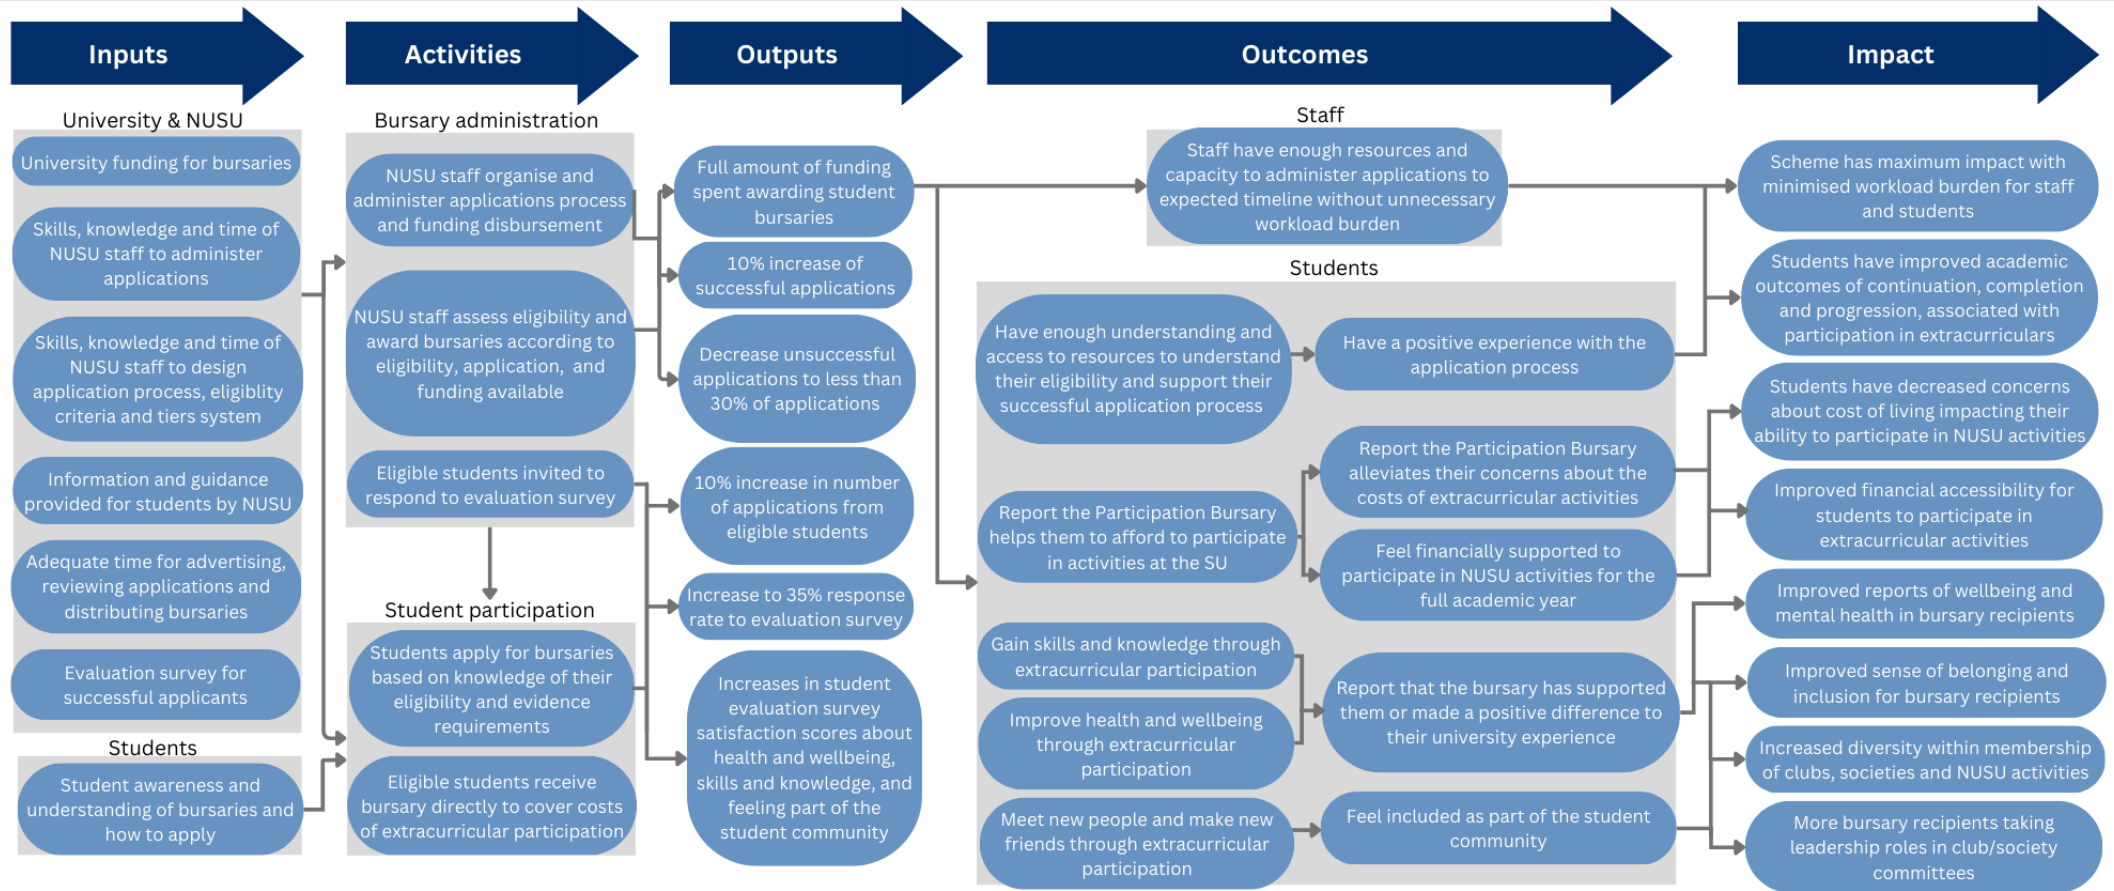 Inputs
Activities
Outputs
Outcomes
Impact
University & NUSU
University funding for bursaries
Skills, knowledge and time of
NUSU staff to administer
applications
Skills, knowledge and time of
NUSU staff to design
application process, eligiblity
criteria and tiers system
Information and guidance
provided for students by NUSU
Adequate time for advertising,
reviewing applications and
distributing bursaries
Evaluation survey for
successful applicants
Students
Student awareness and
understanding of bursaries and
how to apply
Bursary administration
NUSU staff organise and
administer applications process
and funding disbursement
NUSU staff assess eligibility and
award bursaries according to
eligibility, application, and
funding available
Eligible students invited to
respond to evaluation survey
Student participation
Students apply for bursaries
based on knowledge of their
eligibility and evidence
requirements
Eligible students receive
bursary directly to cover costs
of extracurricular participation
Full amount of funding
spent awarding student
bursaries
10% increase of
successful applications
Decrease unsuccessful
applications to less than
30% of applications
10% increase in number
of applications from
eligible students
Increase to 35% response
rate to evaluation survey
Increases in student
evaluation survey
satisfaction scores about
health and wellbeing,
skills and knowledge, and
feeling part of the
student community
Staff
Staff have enough resources and
capacity to administer applications to
expected timeline without unnecessary
workload burden
Students
Have enough understanding and
access to resources to understand
their eligibility and support their
successful application process
Have a positive experience with the
application process
Report the Participation Bursary
helps them to afford to participate
in activities at the SU
Report the Participation Bursary
alleviates their concerns about the
costs of extracurricular activities
Feel financially supported to
participate in NUSU activities for the
full academic year
Gain skills and knowledge through
extracurricular participation
Improve health and wellbeing
through extracurricular
participation
Report that the bursary has supported
them or made a positive difference to
their university experience
Meet new people and make new
friends through extracurricular
participation
Feel included as part of the student
community
Scheme has maximum impact with
minimised workload burden for staff
and students
Students have improved academic
outcomes of continuation, completion
and progression, associated with
participation in extracurriculars
Students have decreased concerns
about cost of living impacting their
ability to participate in NUSU activities
Improved financial accessibility for
students to participate in
extracurricular activities
Improved reports of wellbeing and
mental health in bursary recipients
Improved sense of belonging and
inclusion for bursary recipients
Increased diversity within membership
of clubs, societies and NUSU activities
More bursary recipients taking
leadership roles in club/society
committees